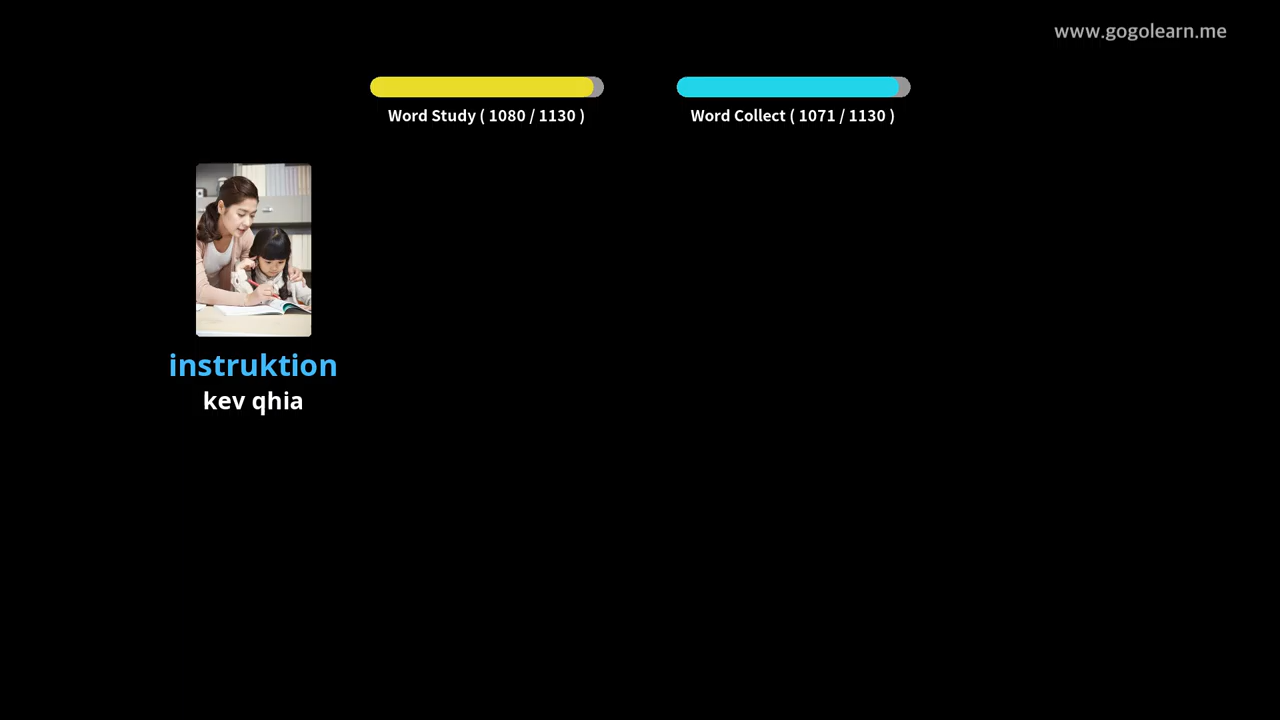 www.gogolearn.me
Word Study ( 1080 / 1130 )
Word Collect ( 1071 / 1130 )
instruktion
kev qhia